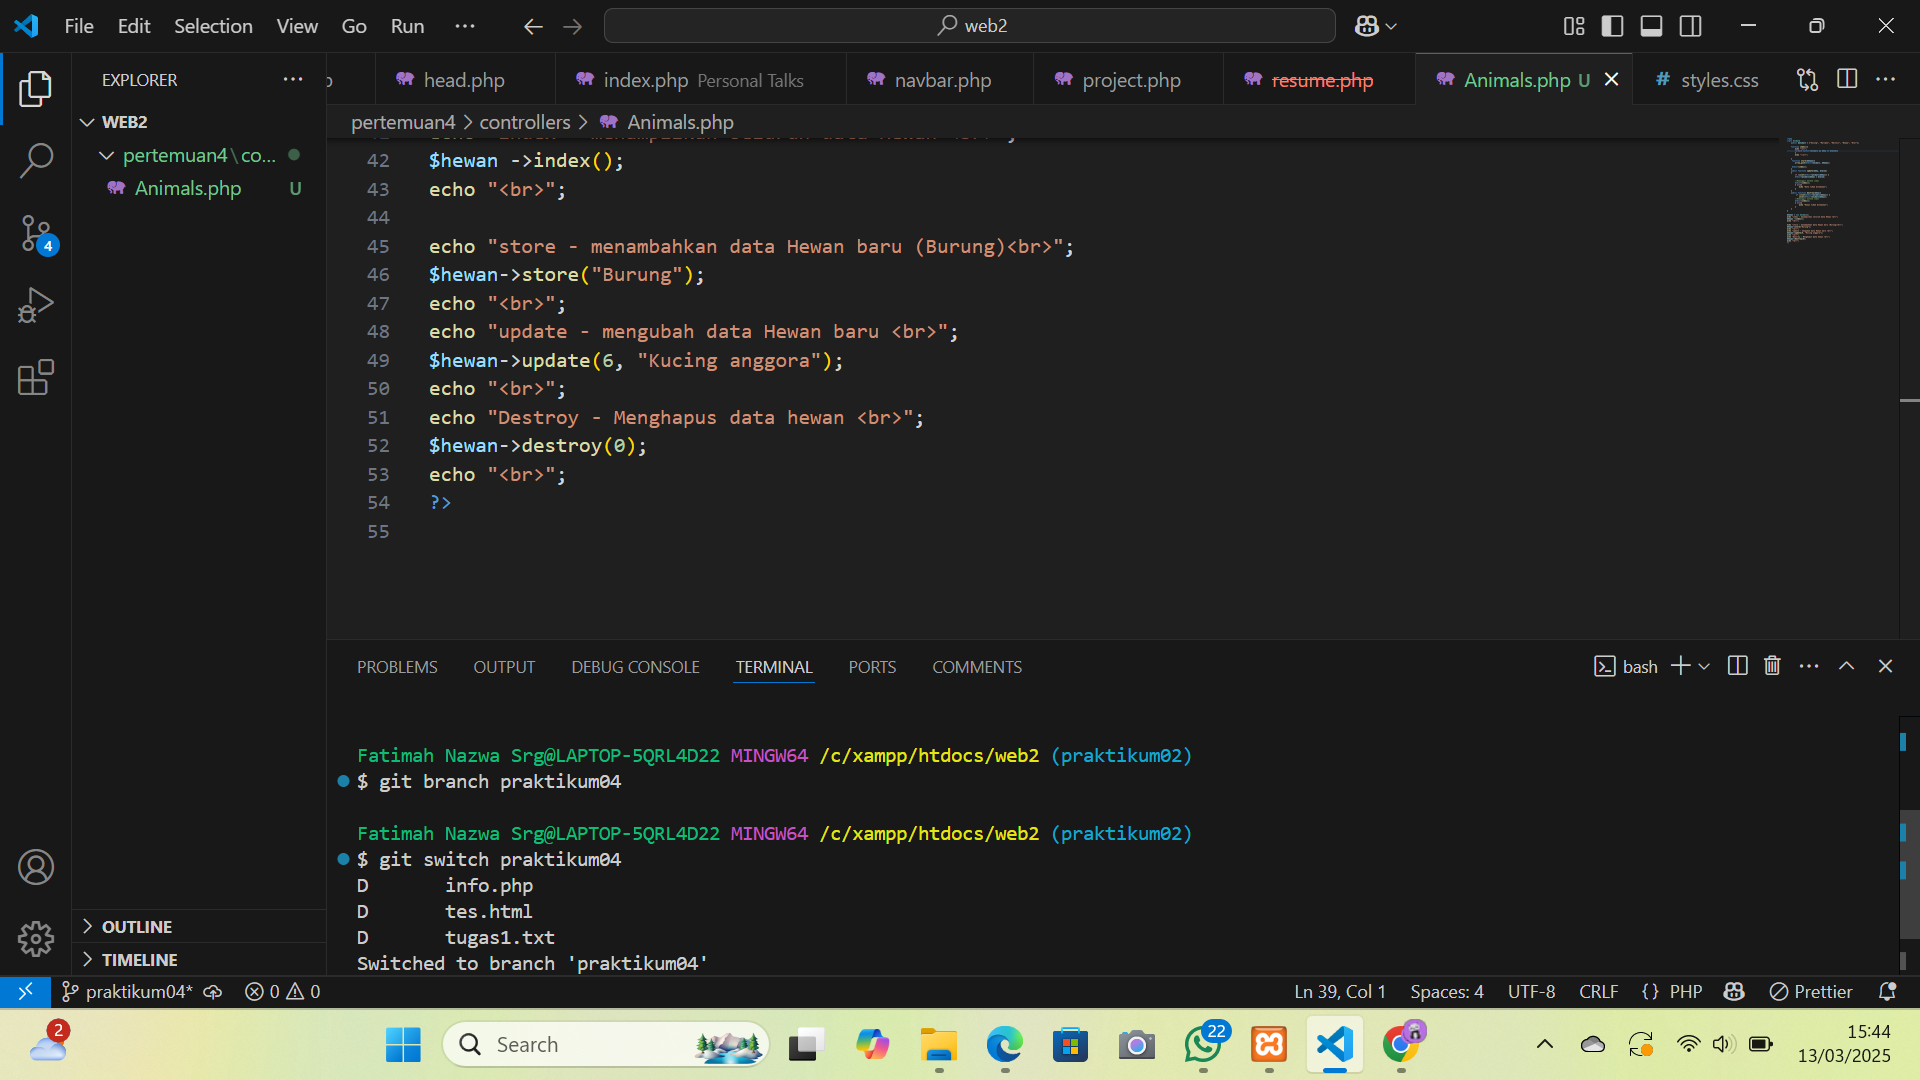 File Edit Selection View Go Run ··· web2
EXPLORER ···
head.php index.php Personal Talks navbar.php project.php resume.php Animals.php U styles.css
WEB2
pertemuan4 > controllers > Animals.php
pertemuan4\co...
Animals.php U
42 $hewan ->index();
43 echo "<br>";
44
45 echo "store - menambahkan data Hewan baru (Burung)<br>";
46 $hewan->store("Burung");
47 echo "<br>";
48 echo "update - mengubah data Hewan baru <br>";
49 $hewan->update(6, "Kucing anggora");
50 echo "<br>";
51 echo "Destroy - Menghapus data hewan <br>";
52 $hewan->destroy(0);
53 echo "<br>";
54 ?>
55
4
PROBLEMS OUTPUT DEBUG CONSOLE TERMINAL PORTS COMMENTS bash
Fatimah Nazwa Srg@LAPTOP-5QRL4D22 MINGW64 /c/xampp/htdocs/web2 (praktikum02)
$ git branch praktikum04
Fatimah Nazwa Srg@LAPTOP-5QRL4D22 MINGW64 /c/xampp/htdocs/web2 (praktikum02)
$ git switch praktikum04
D info.php
D tes.html
D tugas1.txt
Switched to branch 'praktikum04'
OUTLINE
TIMELINE
praktikum04* 0 0 Ln 39, Col 1 Spaces: 4 UTF-8 CRLF {} PHP Prettier
2 Search 22 15:44
13/03/2025